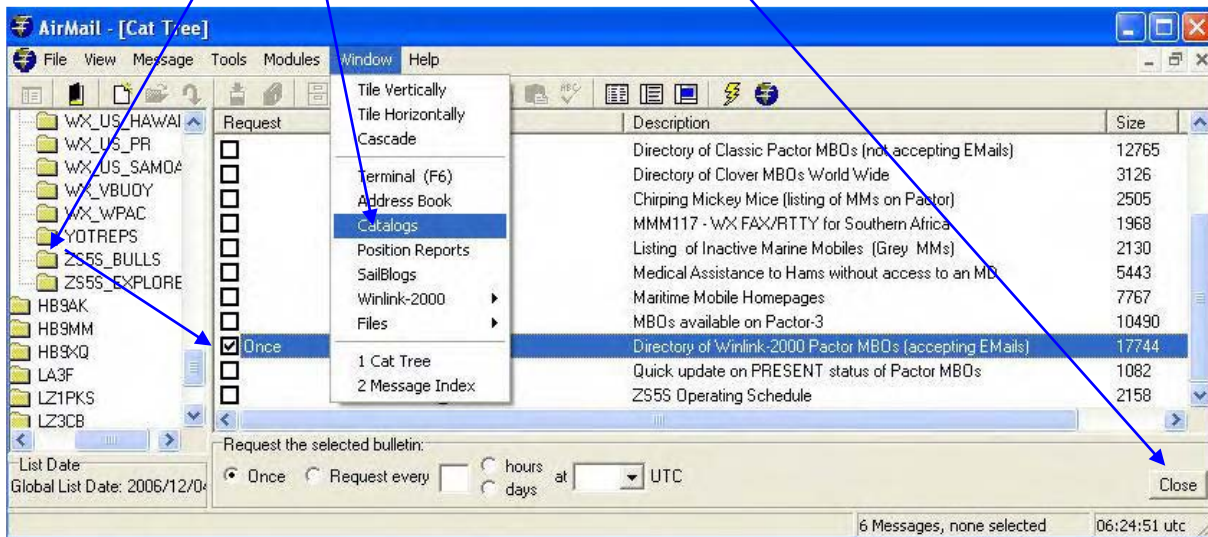 AirMail - [Cat Tree]
File View Message Tools Modules Window Help
Tile Vertically
Tile Horizontally
Cascade
Terminal (F6)
Address Book
Catalogs
Position Reports
SailBlogs
Winlink-2000
Files
1 Cat Tree
2 Message Index
WX_US_HAWAI
WX_US_PR
WX_US_SAMOA
WX_VBUOY
WX_WPAC
YOTREPS
ZS5S_BULLS
ZS5S_EXPLORE
HB9AK
HB9MM
HB9XQ
LA3F
LZ1PKS
LZ3CB
Request Description Size
Directory of Classic Pactor MBOs (not accepting EMails) 12765
Directory of Clover MBOs World Wide 3126
Chirping Mickey Mice (listing of MMs on Pactor) 2505
MMM117 - WX FAX/RTTY for Southern Africa 1968
Listing of Inactive Marine Mobiles (Grey MMs) 2130
Medical Assistance to Hams without access to an MD 5443
Maritime Mobile Homepages 7767
MBOs available on Pactor-3 10490
Once Directory of Winlink-2000 Pactor MBOs (accepting EMails) 17744
Quick update on PRESENT status of Pactor MBOs 1082
ZS5S Operating Schedule 2158
List Date
Global List Date: 2006/12/04
Request the selected bulletin:
Once Request every hours days at UTC
Close
6 Messages, none selected 06:24:51 utc